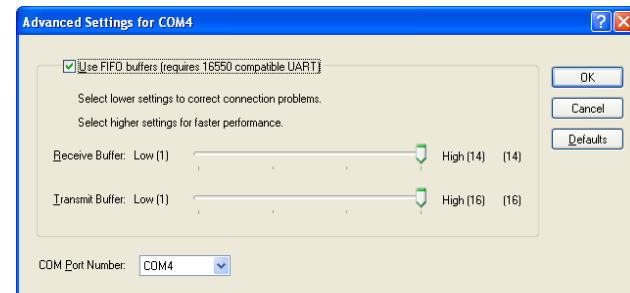 Advanced Settings for COM4
Use FIFO buffers (requires 16550 compatible UART)
OK
Select lower settings to correct connection problems.
Cancel
Select higher settings for faster performance.
Defaults
Receive Buffer: Low (1) High (14) (14)
Transmit Buffer: Low (1) High (16) (16)
COM Port Number: COM4